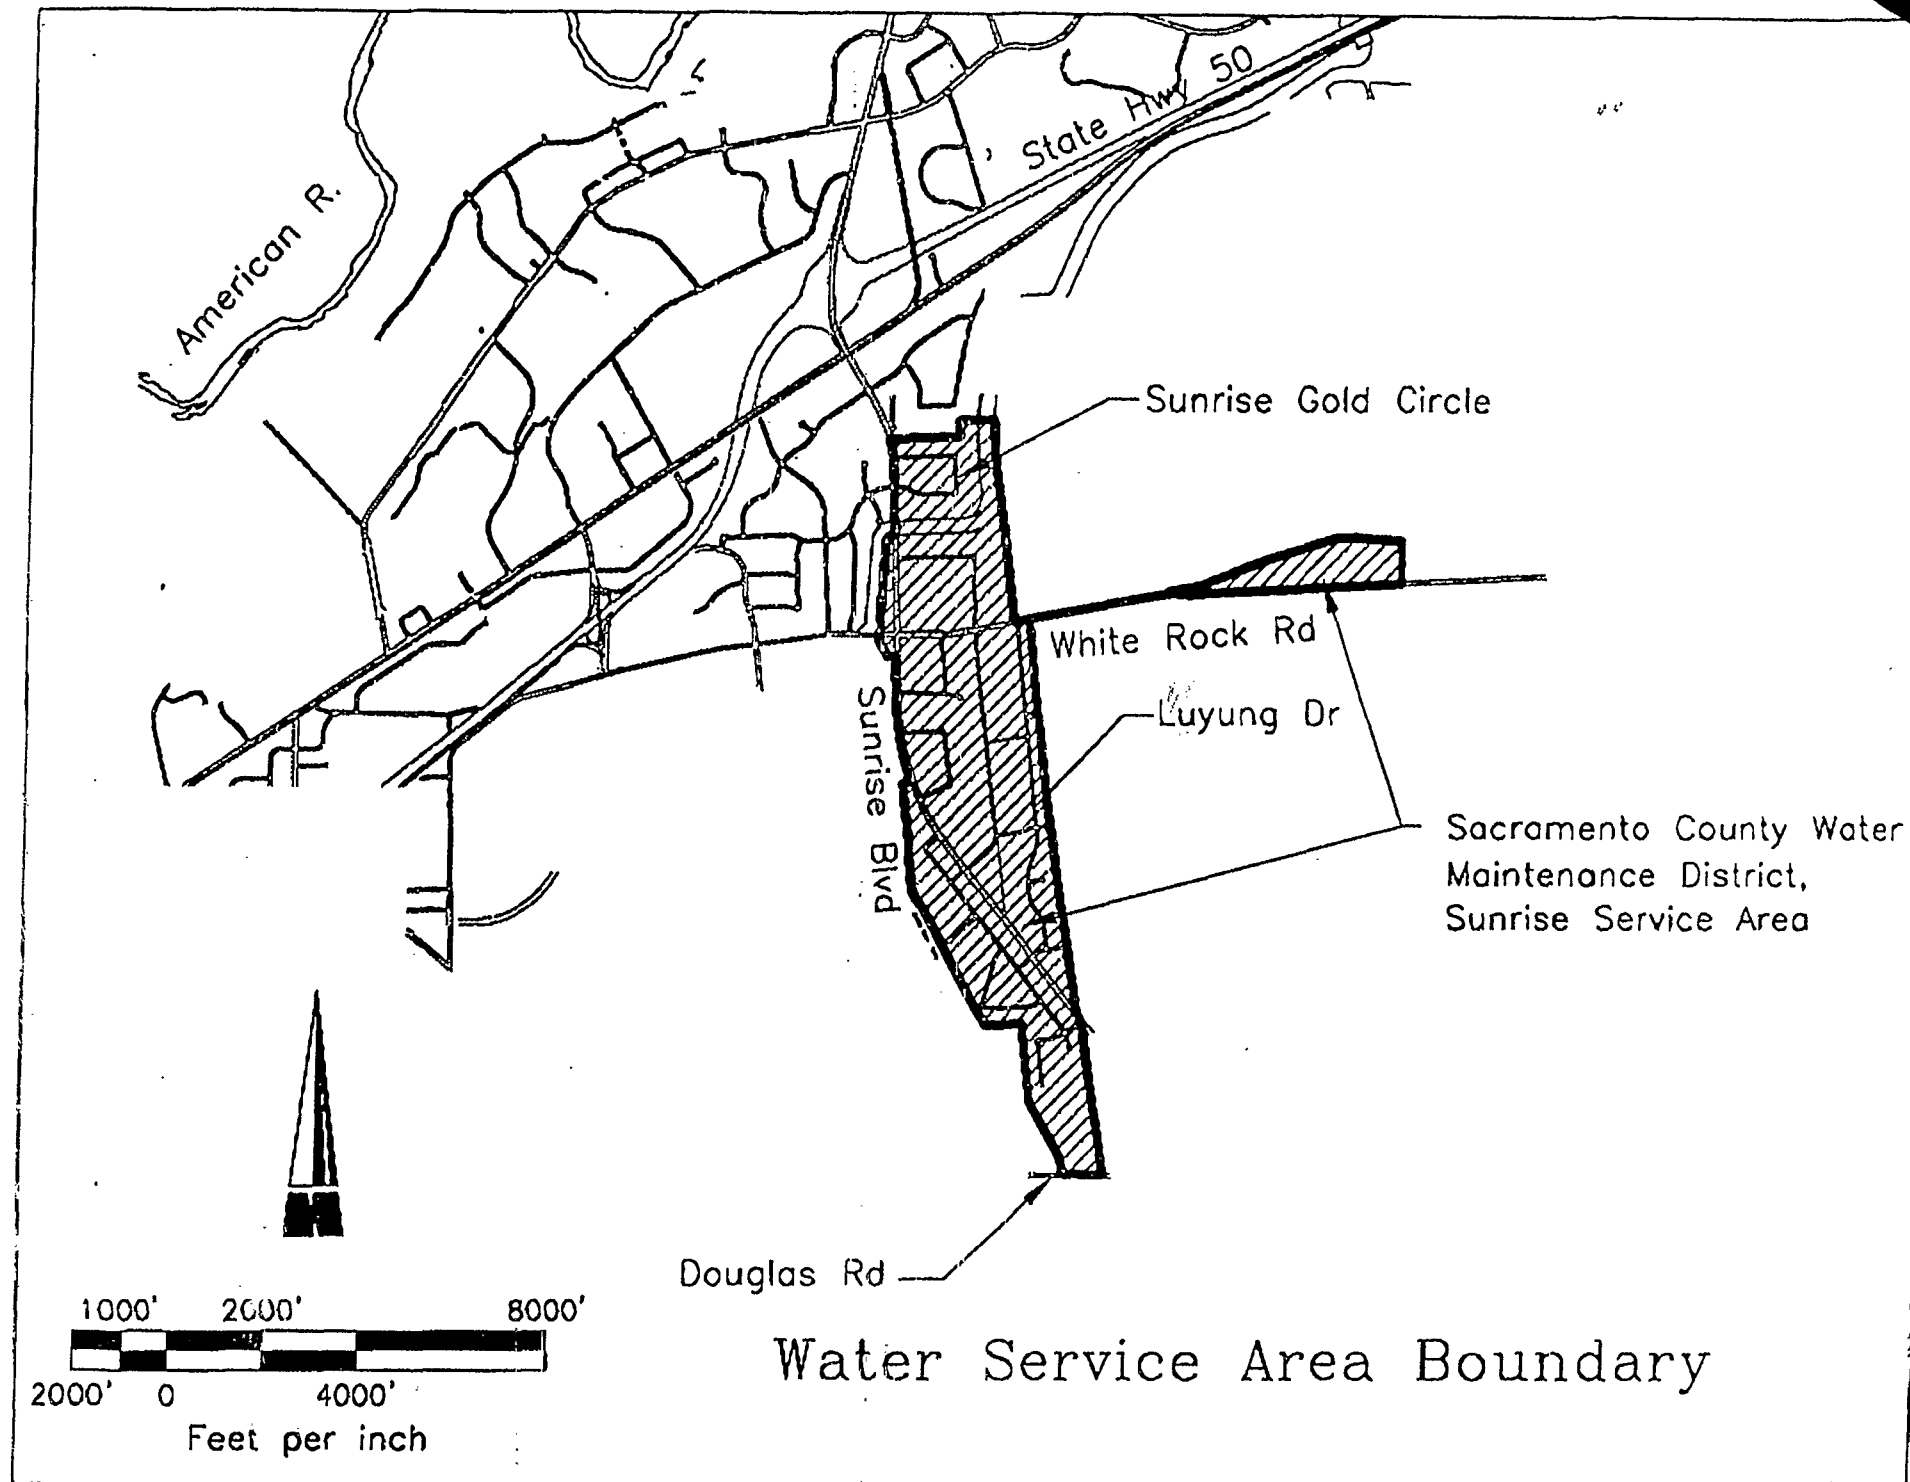 State Hwy 50
American R.
Sunrise Gold Circle
White Rock Rd
Luyung Dr
Sunrise Blvd
Sacramento County Water
Maintenance District,
Sunrise Service Area
Douglas Rd
1000' 2000' 8000'
2000' 0 4000'
Feet per inch
Water Service Area Boundary